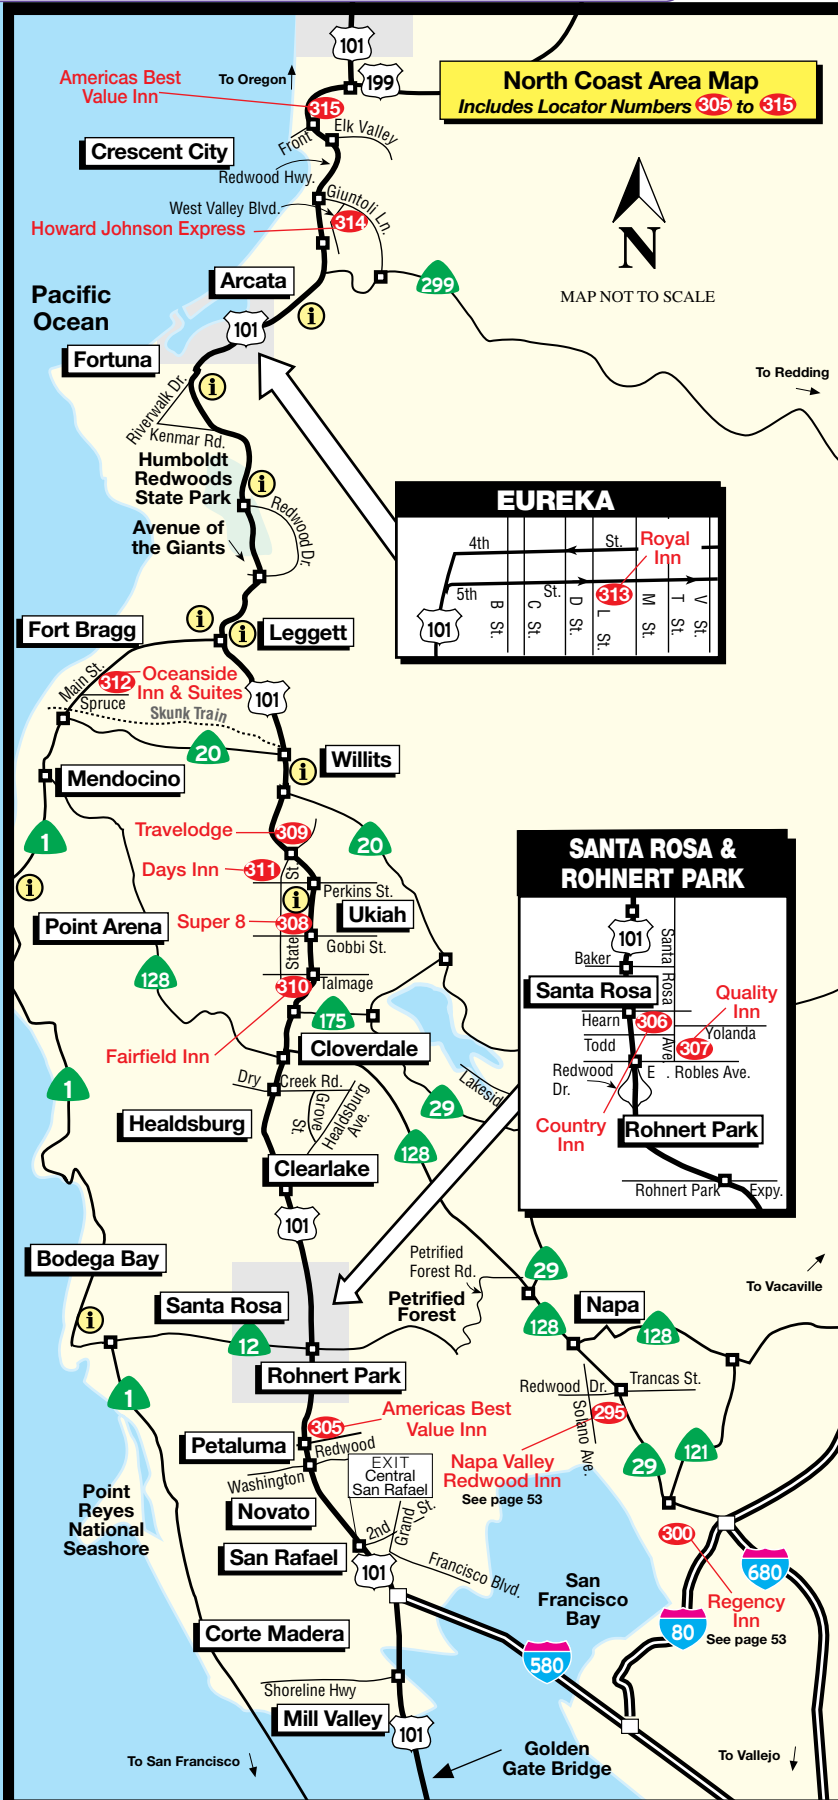 101
199
North Coast Area Map
Includes Locator Numbers 305 to 315
To Oregon
Americas Best
Value Inn
315
Front
Elk Valley
Crescent City
Redwood Hwy.
Giuntoli Ln.
West Valley Blvd.
314
Howard Johnson Express
N
MAP NOT TO SCALE
Arcata
299
Pacific
Ocean
i
101
Fortuna
To Redding
i
Riverwalk Dr.
Kenmar Rd.
Humboldt
Redwoods
State Park
i
Redwood Dr.
Avenue of
the Giants
EUREKA
4th
St.
Royal
Inn
5th
St.
313
101
B St.
C St.
D St.
L St.
M St.
T St.
V St.
i
i
Fort Bragg
Leggett
Main St.
312
Oceanside
Inn & Suites
Spruce
Skunk Train
101
20
Willits
i
Mendocino
1
Travelodge
309
20
Days Inn
311
St.
i
Perkins St.
i
Point Arena
Super 8
308
Ukiah
State
Gobbi St.
128
310
Talmage
175
Fairfield Inn
Cloverdale
1
Dry
Creek Rd.
Grove
St.
Healdsburg
Ave.
29
Lakesid
Healdsburg
128
Clearlake
101
SANTA ROSA &
ROHNERT PARK
101
Baker
Santa Rosa
Ave.
Santa Rosa
Quality
Inn
Hearn
306
Yolanda
Todd
307
Redwood
Dr.
E . Robles Ave.
Country
Inn
Rohnert Park
Rohnert Park
Expy.
Bodega Bay
Petrified
Forest Rd.
29
To Vacaville
Santa Rosa
Petrified
Forest
Napa
i
12
128
128
Rohnert Park
1
Redwood Dr.
Trancas St.
305
Americas Best
Value Inn
Solano Ave.
295
Petaluma
Redwood
121
29
Napa Valley
Redwood Inn
See page 53
Washington
EXIT
Central
San Rafael
Point
Reyes
National
Seashore
Novato
2nd
Grand
St.
San Rafael
101
Francisco Blvd.
300
680
San
Francisco
Bay
Regency
Inn
See page 53
80
Corte Madera
580
Shoreline Hwy
Mill Valley
101
To San Francisco
Golden
Gate Bridge
To Vallejo